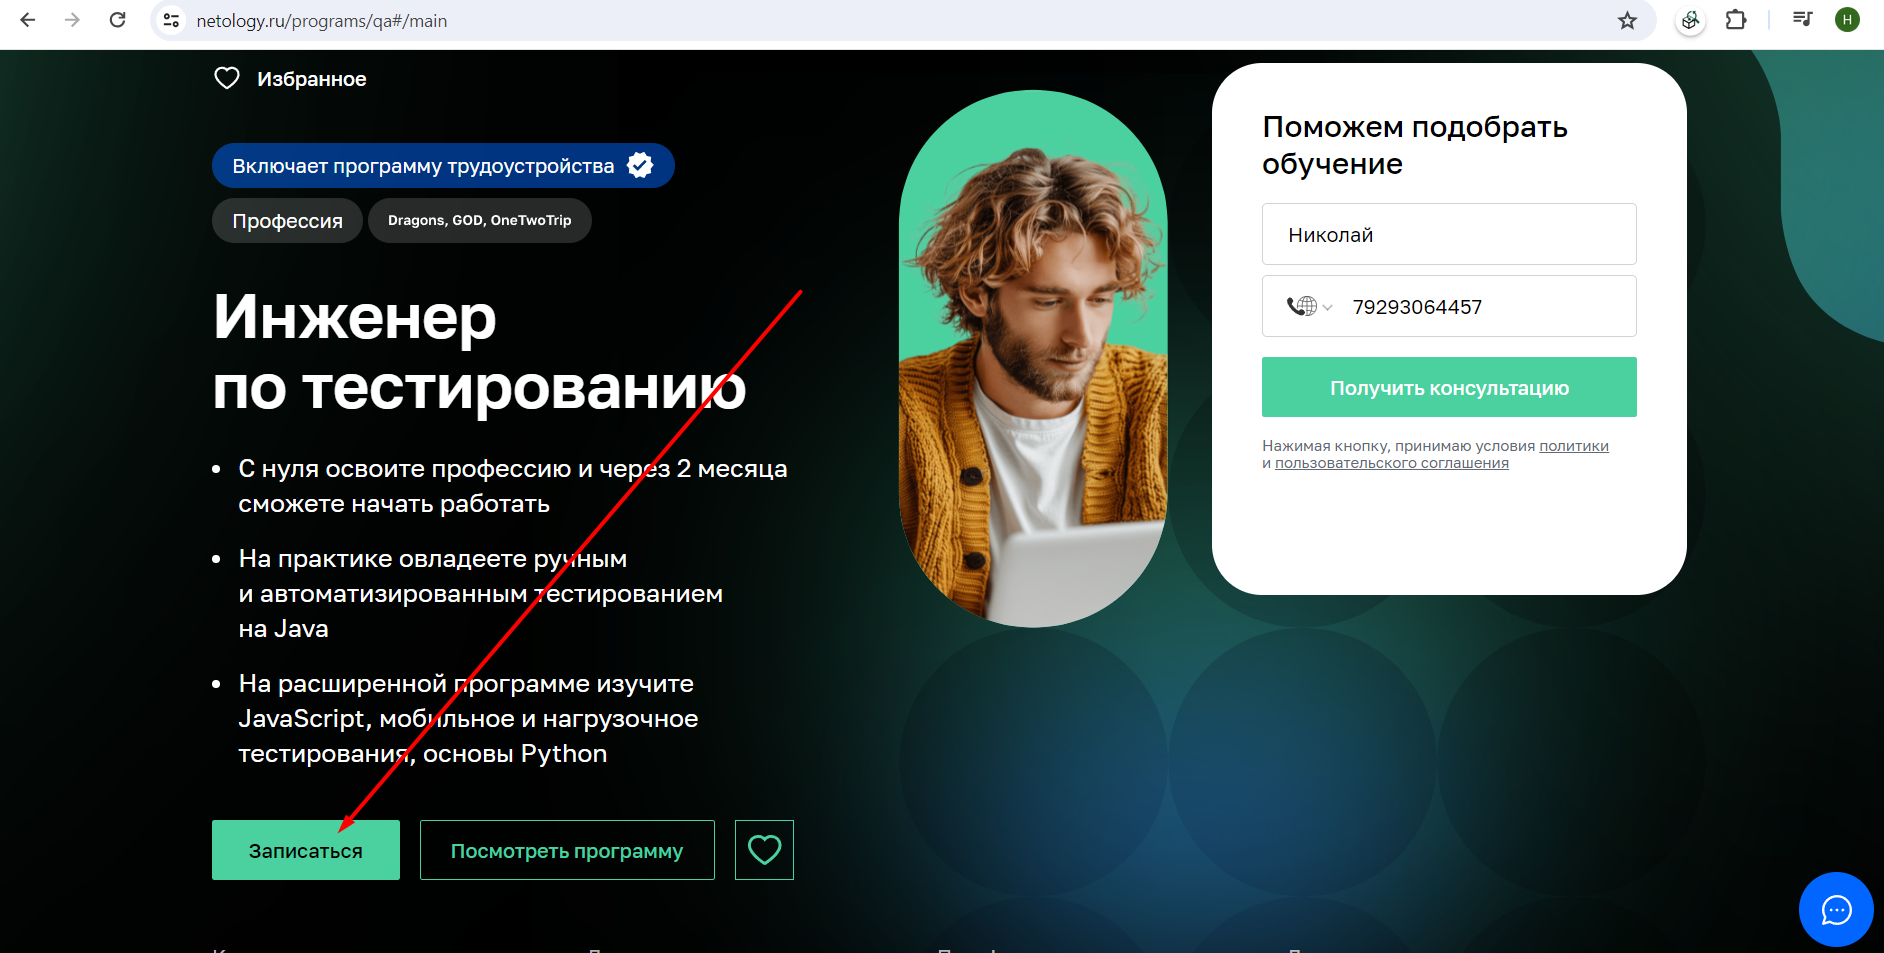 netology.ru/programs/qa#/main
H
Избранное
Включает программу трудоустройства
Профессия
Dragons, GOD, OneTwoTrip
Инженер
по тестированию
С нуля освоите профессию и через 2 месяца
сможете начать работать
На практике овладеете ручным
и автоматизированным тестированием
на Java
На расширенной программе изучите
JavaScript, мобильное и нагрузочное
тестирования, основы Python
Записаться
Посмотреть программу
Поможем подобрать
обучение
Николай
79293064457
Получить консультацию
Нажимая кнопку, принимаю условия политики
и пользовательского соглашения